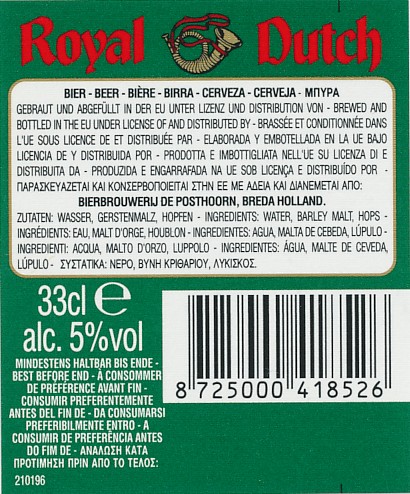 Royal Dutch
BIER - BEER - BIÈRE - BIRRA - CERVEZA - CERVEJA - ΜΠΥΡΑ
GEBRAUT UND ABGEFÜLLT IN DER EU UNTER LIZENZ UND DISTRIBUTION VON - BREWED AND
BOTTLED IN THE EU UNDER LICENSE OF AND DISTRIBUTED BY - BRASSÉE ET CONDITIONNÉE DANS
L'UE SOUS LICENCE DE ET DISTRIBUÉE PAR - ELABORADA Y EMBOTELLADA EN LA UE BAJO
LICENCIA DE Y DISTRIBUIDA POR - PRODOTTA E IMBOTTIGLIATA NELL'UE SU LICENZA DI E
DISTRIBUITA DA - PRODUZIDA E ENGARRAFADA NA UE SOB LICENÇA E DISTRIBUÍDO POR -
ΠΑΡΑΣΚΕΥΑΖΕΤΑΙ ΚΑΙ ΚΟΝΣΕΡΒΟΠΟΙΕΙΤΑΙ ΣΤΗΝ ΕΕ ΜΕ ΑΔΕΙΑ ΚΑΙ ΔΙΑΝΕΜΕΤΑΙ ΑΠΟ:
BIERBROUWERIJ DE POSTHOORN, BREDA HOLLAND.
ZUTATEN: WASSER, GERSTENMALZ, HOPFEN - INGREDIENTS: WATER, BARLEY MALT, HOPS -
INGRÉDIENTS: EAU, MALT D'ORGE, HOUBLON - INGREDIENTES: AGUA, MALTA DE CEBADA, LÚPULO -
INGREDIENTI: ACQUA, MALTO D'ORZO, LUPPOLO - INGREDIENTES: ÁGUA, MALTE DE CEVEDA,
LÚPULO - ΣΥΣΤΑΤΙΚΑ: ΝΕΡΟ, ΒΥΝΗ ΚΡΙΘΑΡΙΟΥ, ΛΥΚΙΣΚΟΣ.
33cl e
alc. 5%vol
MINDESTENS HALTBAR BIS ENDE -
BEST BEFORE END - À CONSOMMER
DE PRÉFÉRENCE AVANT FIN -
CONSUMIR PREFERENTEMENTE
ANTES DEL FIN DE - DA CONSUMARSI
PREFERIBILMENTE ENTRO - A
CONSUMIR DE PREFERÊNCIA ANTES
DO FIM DE - ΑΝΑΛΩΣΗ ΚΑΤΑ
ΠΡΟΤΙΜΗΣΗ ΠΡΙΝ ΑΠΟ ΤΟ ΤΕΛΟΣ:
210196
8 725000 418526